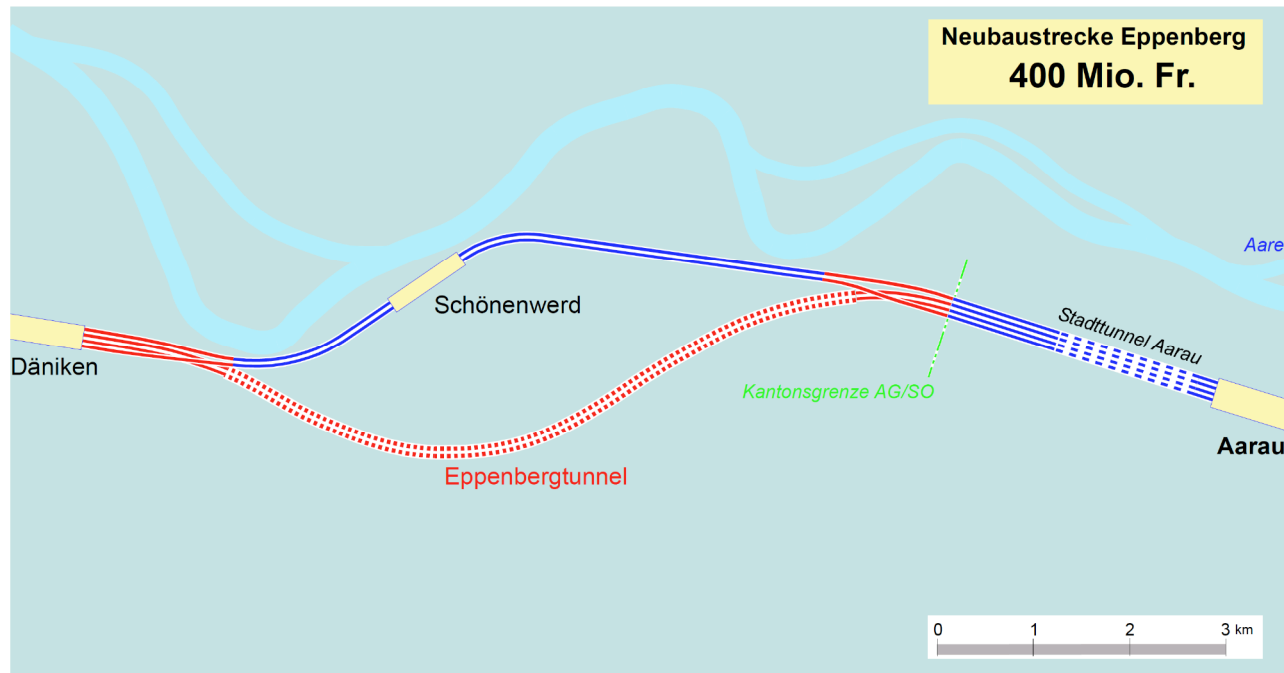 Neubaustrecke Eppenberg
400 Mio. Fr.
Aare
Schönenwerd
Stadttunnel Aarau
Däniken
Kantonsgrenze AG/SO
Aarau
Eppenbergtunnel
0 1 2 3 km